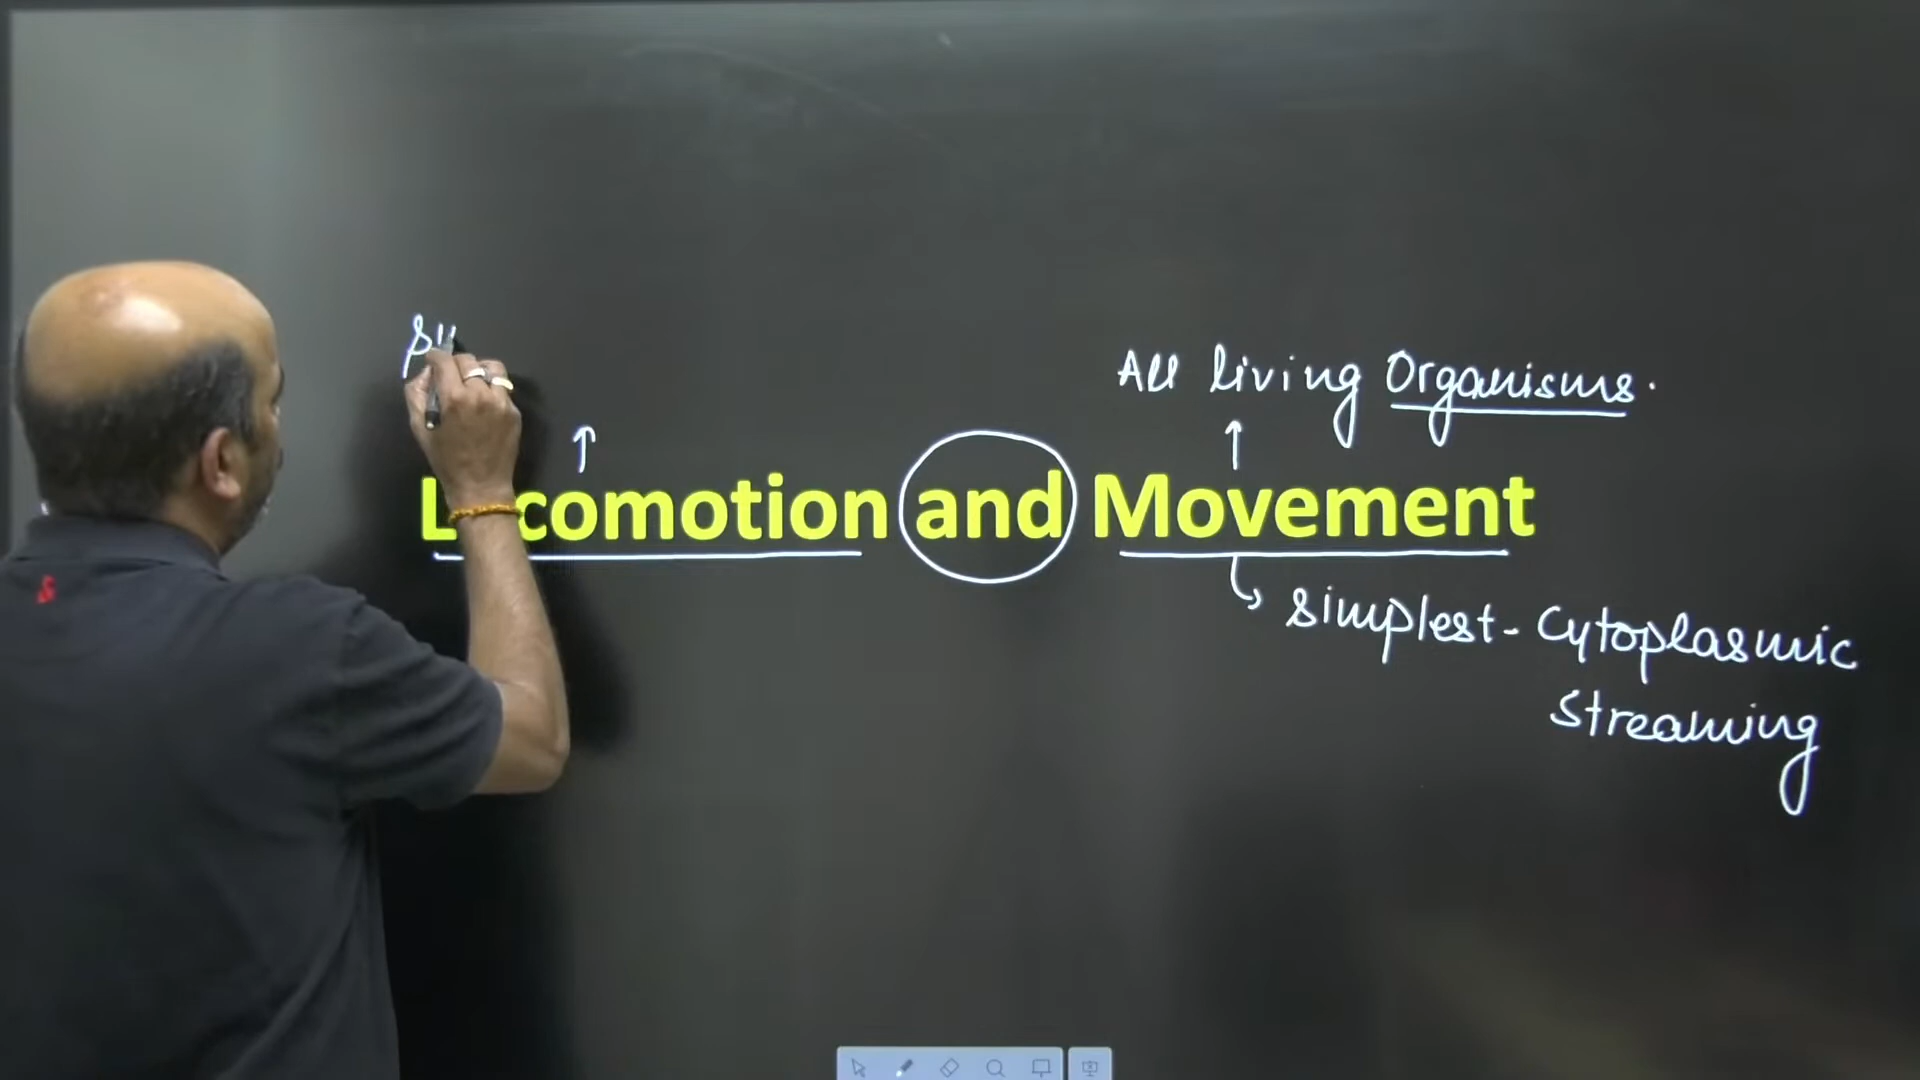 All living Organisms.
Locomotion and Movement
simplest - Cytoplasmic
Streaming